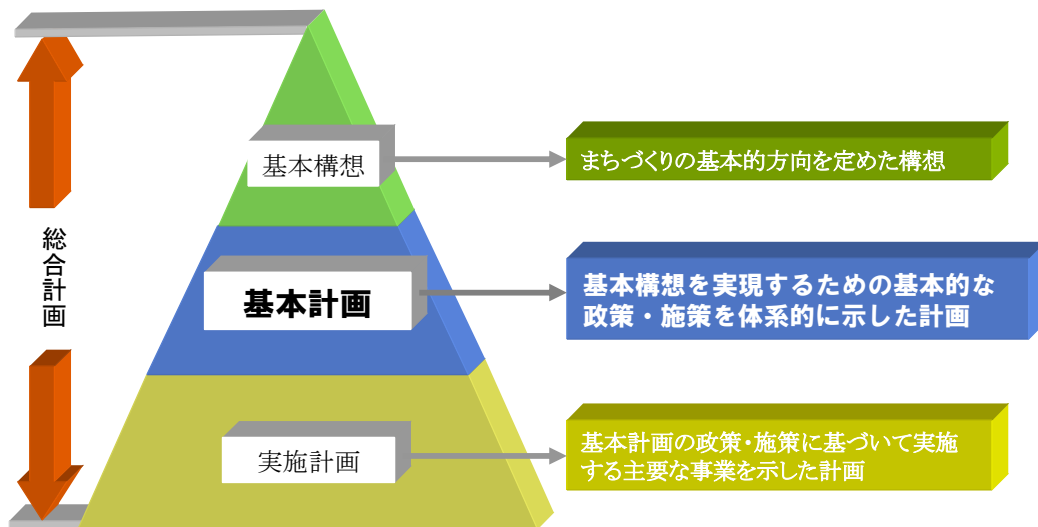 基本構想
まちづくりの基本的方向を定めた構想
総合計画
基本計画
基本構想を実現するための基本的な
政策・施策を体系的に示した計画
実施計画
基本計画の政策・施策に基づいて実施
する主要な事業を示した計画